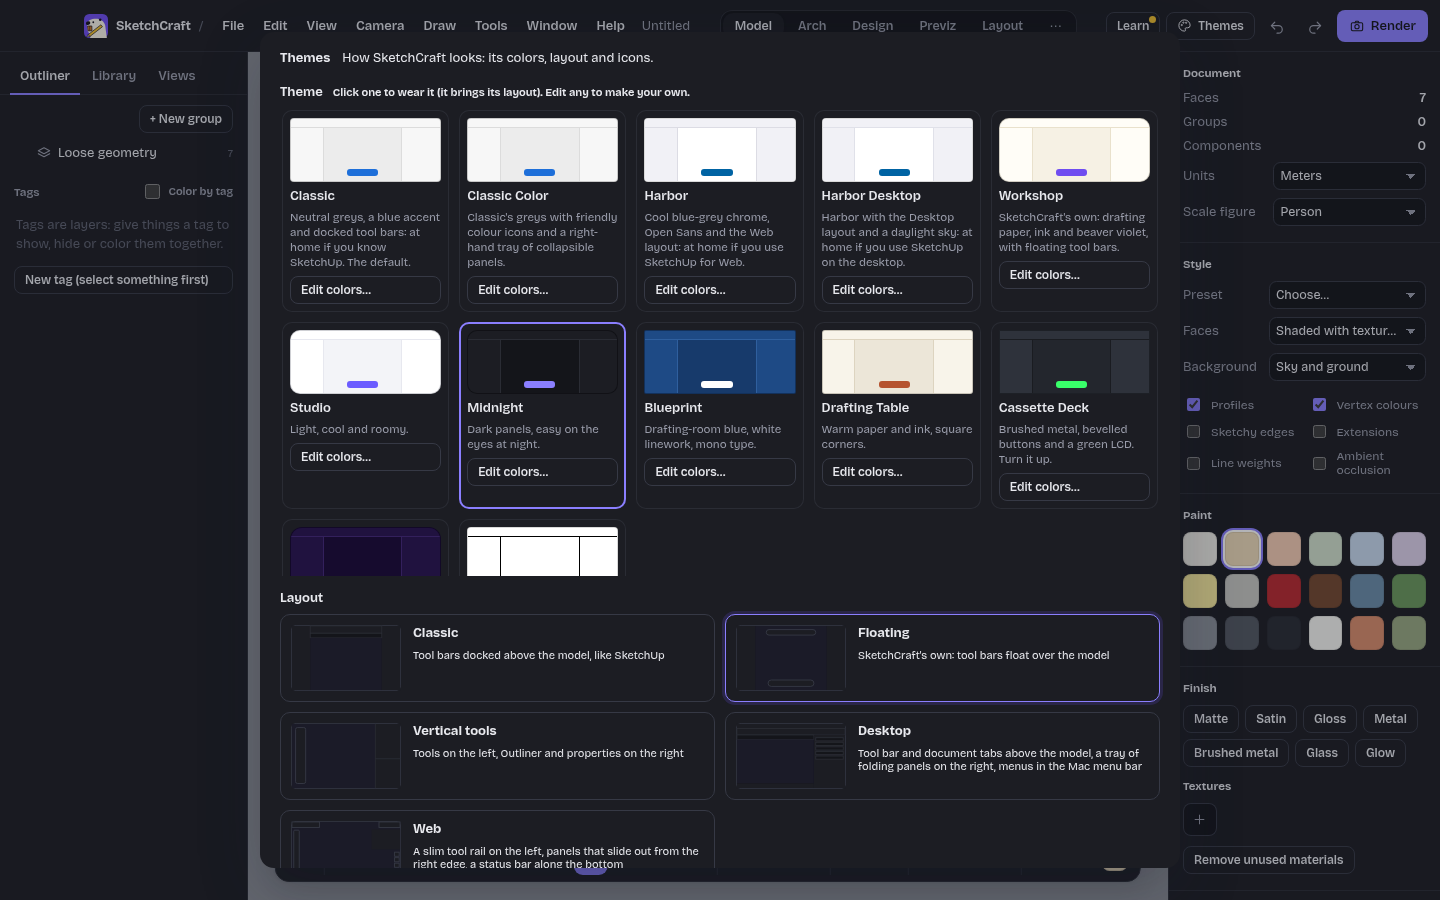 SketchCraft / File Edit View Camera Draw Tools Window Help Untitled Model Arch Design Previz Layout ··· Learn Themes Render
Outliner Library Views
+ New group
Loose geometry 7
Tags Color by tag
Tags are layers: give things a tag to
show, hide or color them together.
New tag (select something first)
Themes How SketchCraft looks: its colors, layout and icons.
Theme Click one to wear it (it brings its layout). Edit any to make your own.
Classic
Neutral greys, a blue accent
and docked tool bars: at
home if you know
SketchUp. The default.
Edit colors...
Classic Color
Classic's greys with friendly
colour icons and a right-
hand tray of collapsible
panels.
Edit colors...
Harbor
Cool blue-grey chrome,
Open Sans and the Web
layout: at home if you use
SketchUp for Web.
Edit colors...
Harbor Desktop
Harbor with the Desktop
layout and a daylight sky: at
home if you use SketchUp
on the desktop.
Edit colors...
Workshop
SketchCraft's own: drafting
paper, ink and beaver violet,
with floating tool bars.
Edit colors...
Studio
Light, cool and roomy.
Edit colors...
Midnight
Dark panels, easy on the
eyes at night.
Edit colors...
Blueprint
Drafting-room blue, white
linework, mono type.
Edit colors...
Drafting Table
Warm paper and ink, square
corners.
Edit colors...
Cassette Deck
Brushed metal, bevelled
buttons and a green LCD.
Turn it up.
Edit colors...
Layout
Classic
Tool bars docked above the model, like SketchUp
Floating
SketchCraft's own: tool bars float over the model
Vertical tools
Tools on the left, Outliner and properties on the right
Desktop
Tool bar and document tabs above the model, a tray of
folding panels on the right, menus in the Mac menu bar
Web
A slim tool rail on the left, panels that slide out from the
right edge, a status bar along the bottom
Document
Faces 7
Groups 0
Components 0
Units Meters
Scale figure Person
Style
Preset Choose...
Faces Shaded with textur...
Background Sky and ground
Profiles Vertex colours
Sketchy edges Extensions
Line weights Ambient
occlusion
Paint
Finish
Matte Satin Gloss Metal
Brushed metal Glass Glow
Textures
+
Remove unused materials